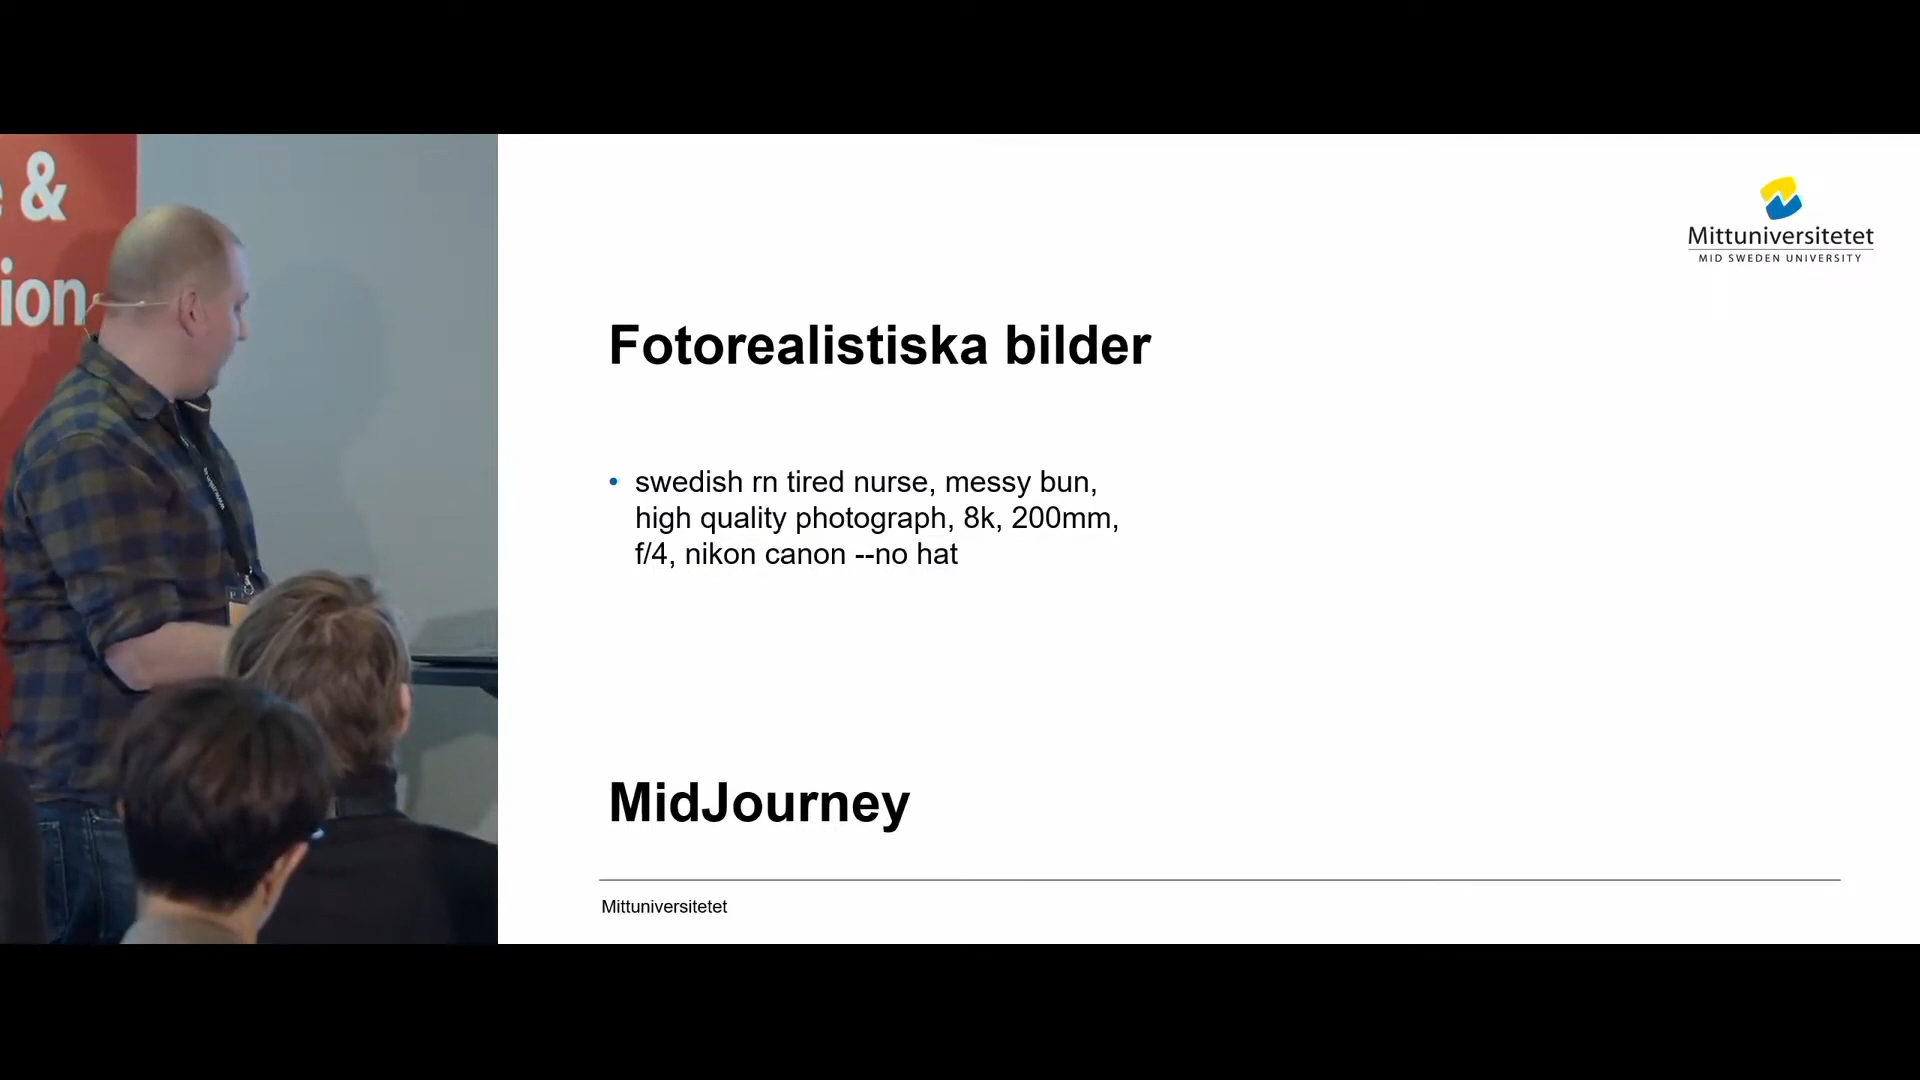 &
ion
Mittuniversitetet
MID SWEDEN UNIVERSITY
Fotorealistiska bilder
• swedish rn tired nurse, messy bun,
high quality photograph, 8k, 200mm,
f/4, nikon canon --no hat
MidJourney
Mittuniversitetet